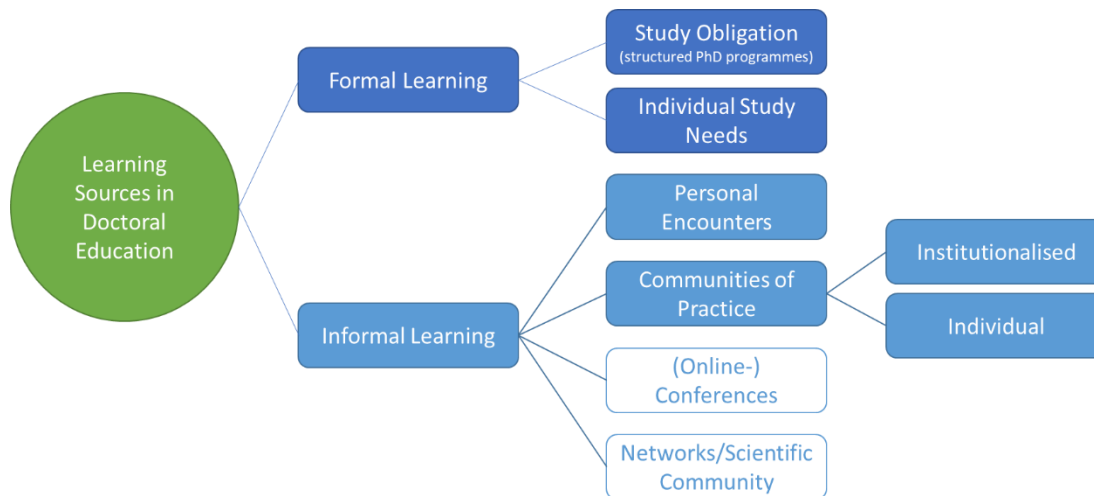 Learning
Sources in
Doctoral
Education
Formal Learning
Study Obligation
(structured PhD programmes)
Individual Study
Needs
Informal Learning
Personal
Encounters
Communities of
Practice
Institutionalised
Individual
(Online-)
Conferences
Networks/Scientific
Community